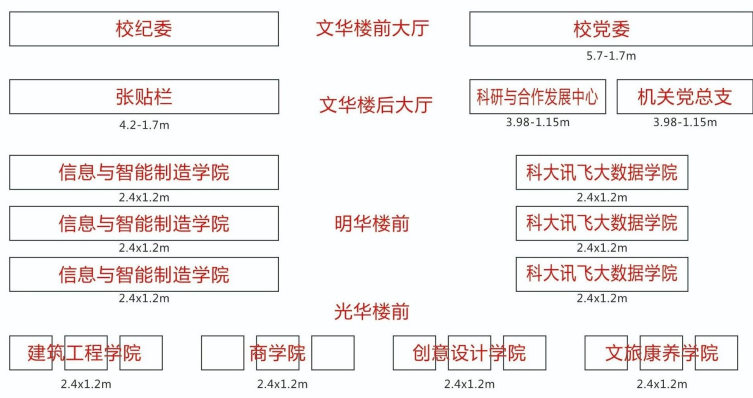 校纪委 文华楼前大厅 校党委
5.7-1.7m
张贴栏 文华楼后大厅 科研与合作发展中心 机关党总支
4.2-1.7m 3.98-1.15m 3.98-1.15m
信息与智能制造学院 科大讯飞大数据学院
2.4x1.2m 2.4x1.2m
信息与智能制造学院 明华楼前 科大讯飞大数据学院
2.4x1.2m 2.4x1.2m
信息与智能制造学院 科大讯飞大数据学院
2.4x1.2m 2.4x1.2m
光华楼前
建筑工程学院 商学院 创意设计学院 文旅康养学院
2.4x1.2m 2.4x1.2m 2.4x1.2m 2.4x1.2m